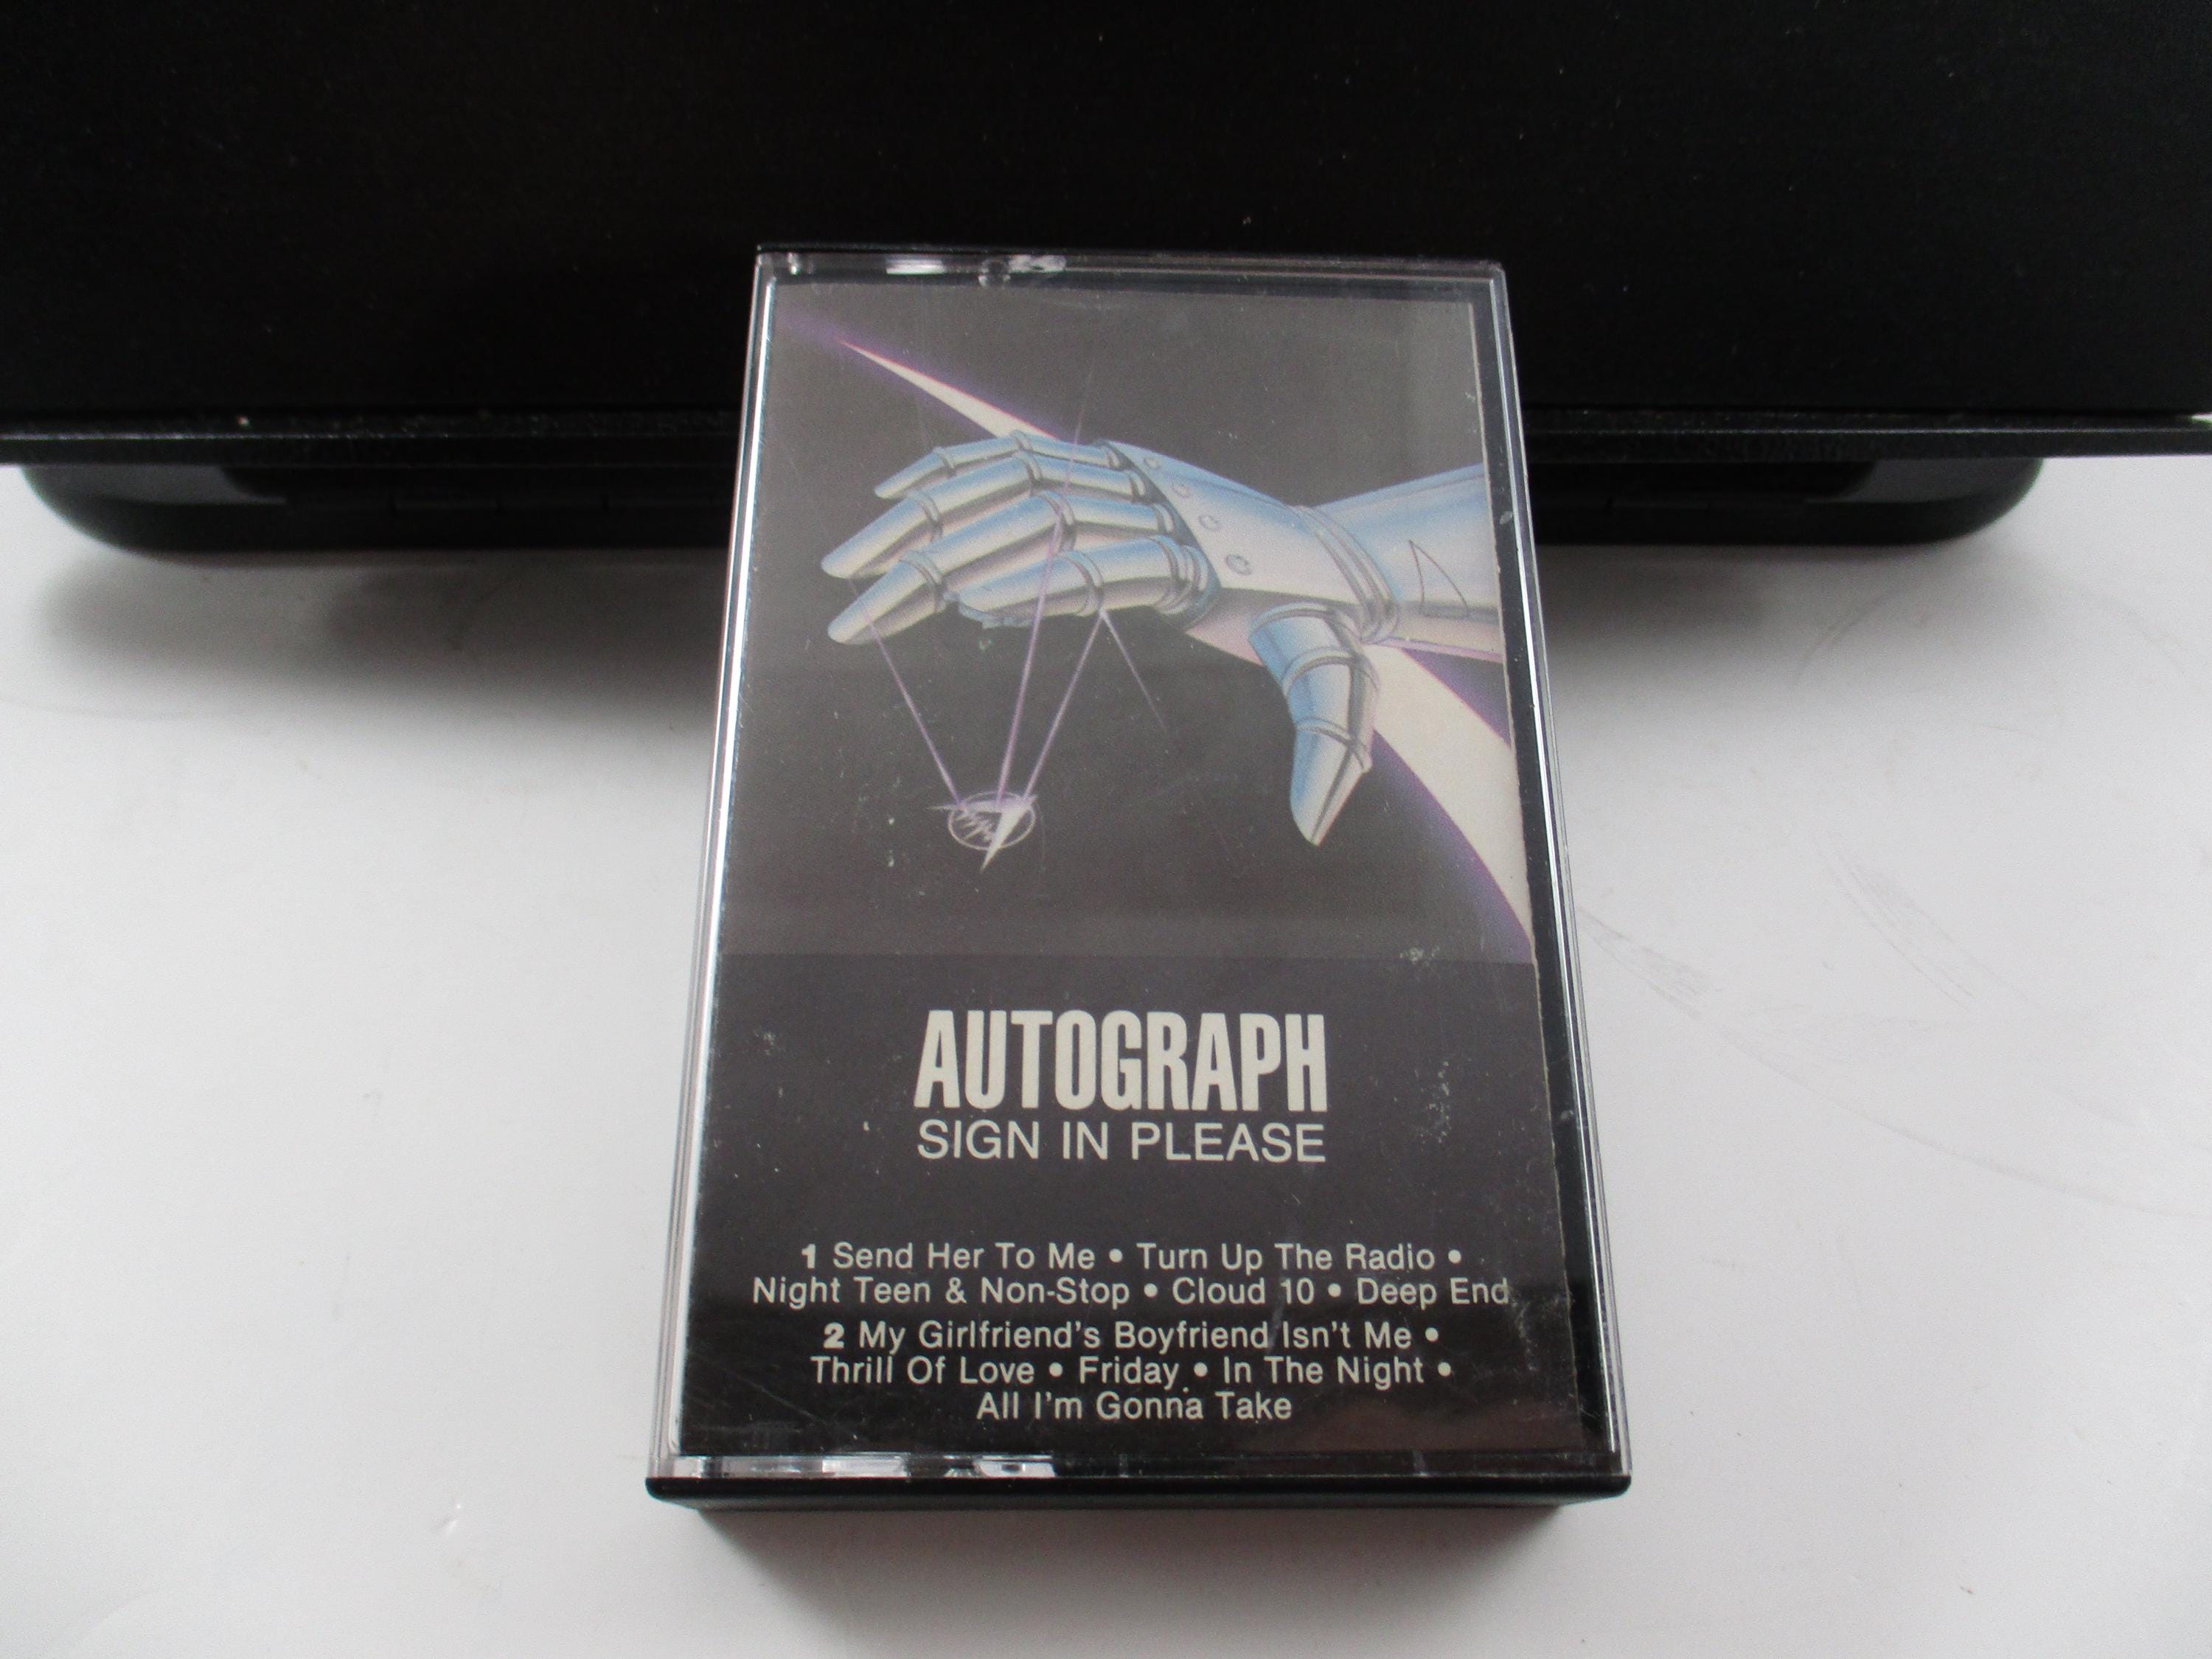 AUTOGRAPH
SIGN IN PLEASE
1 Send Her To Me • Turn Up The Radio •
Night Teen & Non-Stop • Cloud 10 • Deep End
2 My Girlfriend's Boyfriend Isn't Me •
Thrill Of Love • Friday • In The Night •
All I'm Gonna Take